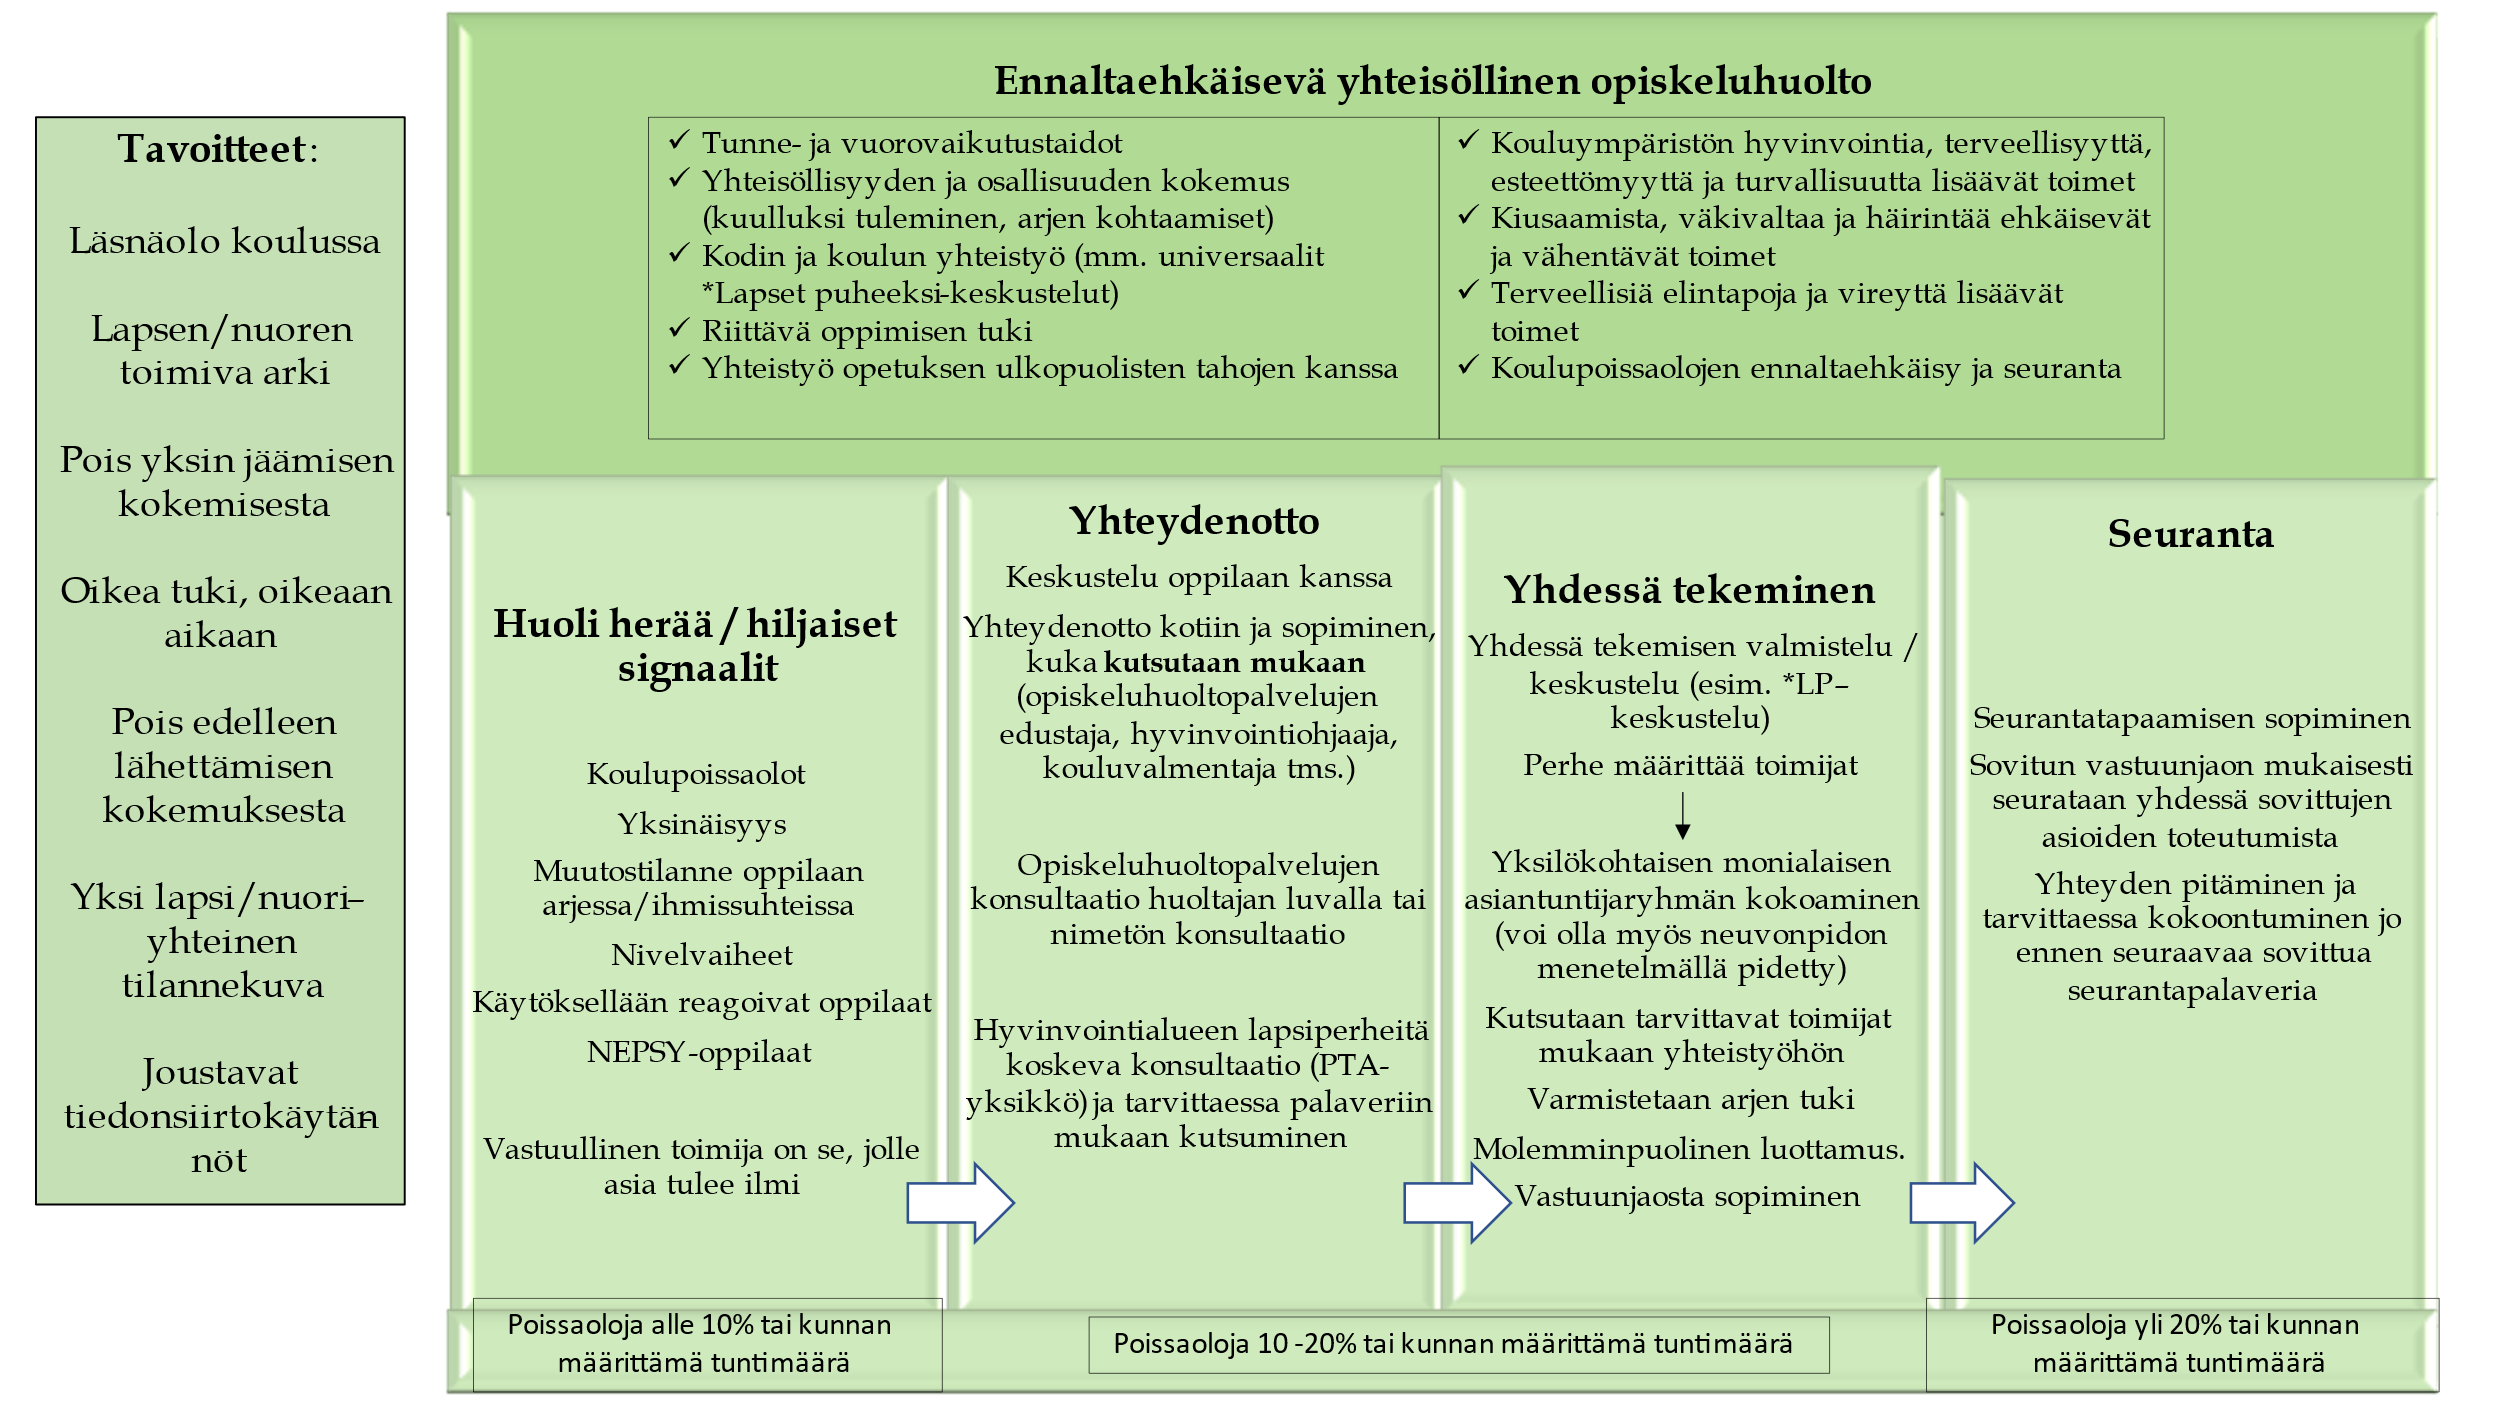 Tavoitteet:
Läsnäolo koulussa
Lapsen/nuoren
toimiva arki
Pois yksin jäämisen
kokemisesta
Oikea tuki, oikeaan
aikaan
Pois edelleen
lähettämisen
kokemuksesta
Yksi lapsi/nuori–
yhteinen
tilannekuva
Joustavat
tiedonsiirtokäytän-
nöt
Ennaltaehkäisevä yhteisöllinen opiskeluhuolto
✓ Tunne- ja vuorovaikutustaidot
✓ Yhteisöllisyyden ja osallisuuden kokemus
(kuulluksi tuleminen, arjen kohtaamiset)
✓ Kodin ja koulun yhteistyö (mm. universaalit
*Lapset puheeksi-keskustelut)
✓ Riittävä oppimisen tuki
✓ Yhteistyö opetuksen ulkopuolisten tahojen kanssa
✓ Kouluympäristön hyvinvointia, terveellisyyttä,
esteettömyyttä ja turvallisuutta lisäävät toimet
✓ Kiusaamista, väkivaltaa ja häirintää ehkäisevät
ja vähentävät toimet
✓ Terveellisiä elintapoja ja vireyttä lisäävät
toimet
✓ Koulupoissaolojen ennaltaehkäisy ja seuranta
Huoli herää / hiljaiset
signaalit
Koulupoissaolot
Yksinäisyys
Muutostilanne oppilaan
arjessa/ihmissuhteissa
Nivelvaiheet
Käytöksellään reagoivat oppilaat
NEPSY-oppilaat
Vastuullinen toimija on se, jolle
asia tulee ilmi
Yhteydenotto
Keskustelu oppilaan kanssa
Yhteydenotto kotiin ja sopiminen,
kuka kutsutaan mukaan
(opiskeluhuoltopalvelujen
edustaja, hyvinvointiohjaaja,
kouluvalmentaja tms.)
Opiskeluhuoltopalvelujen
konsultaatio huoltajan luvalla tai
nimetön konsultaatio
Hyvinvointialueen lapsiperheitä
koskeva konsultaatio (PTA-
yksikkö) ja tarvittaessa palaveriin
mukaan kutsuminen
Yhdessä tekeminen
Yhdessä tekemisen valmistelu /
keskustelu (esim. *LP–
keskustelu)
Perhe määrittää toimijat
Yksilökohtaisen monialaisen
asiantuntijaryhmän kokoaminen
(voi olla myös neuvonpidon
menetelmällä pidetty)
Kutsutaan tarvittavat toimijat
mukaan yhteistyöhön
Varmistetaan arjen tuki
Molemminpuolinen luottamus.
Vastuunjaosta sopiminen
Seuranta
Seurantatapaamisen sopiminen
Sovitun vastuunjaon mukaisesti
seurataan yhdessä sovittujen
asioiden toteutumista
Yhteyden pitäminen ja
tarvittaessa kokoontuminen jo
ennen seuraavaa sovittua
seurantapalaveria
Poissaoloja alle 10% tai kunnan
määrittämä tuntimäärä
Poissaoloja 10 -20% tai kunnan määrittämä tuntimäärä
Poissaoloja yli 20% tai kunnan
määrittämä tuntimäärä